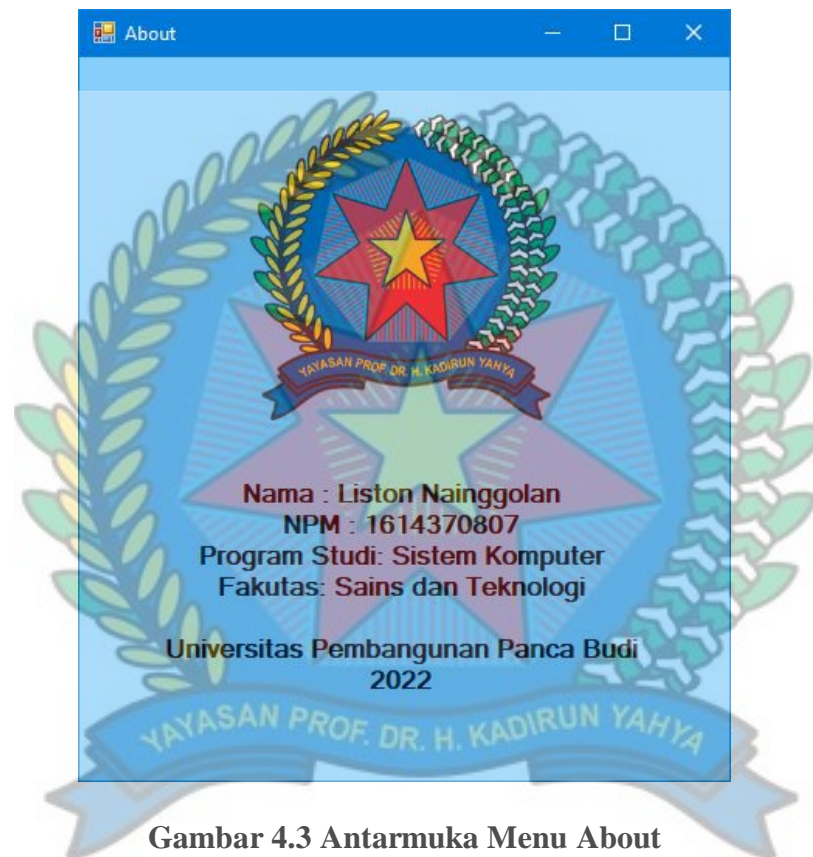 About
YAYASAN PROF. DR. H. KADIRUN YAHYA
Nama : Liston Nainggolan
NPM : 1614370807
Program Studi: Sistem Komputer
Fakutas: Sains dan Teknologi
Universitas Pembangunan Panca Budi
2022
YAYASAN PROF. DR. H. KADIRUN YAHYA
Gambar 4.3 Antarmuka Menu About